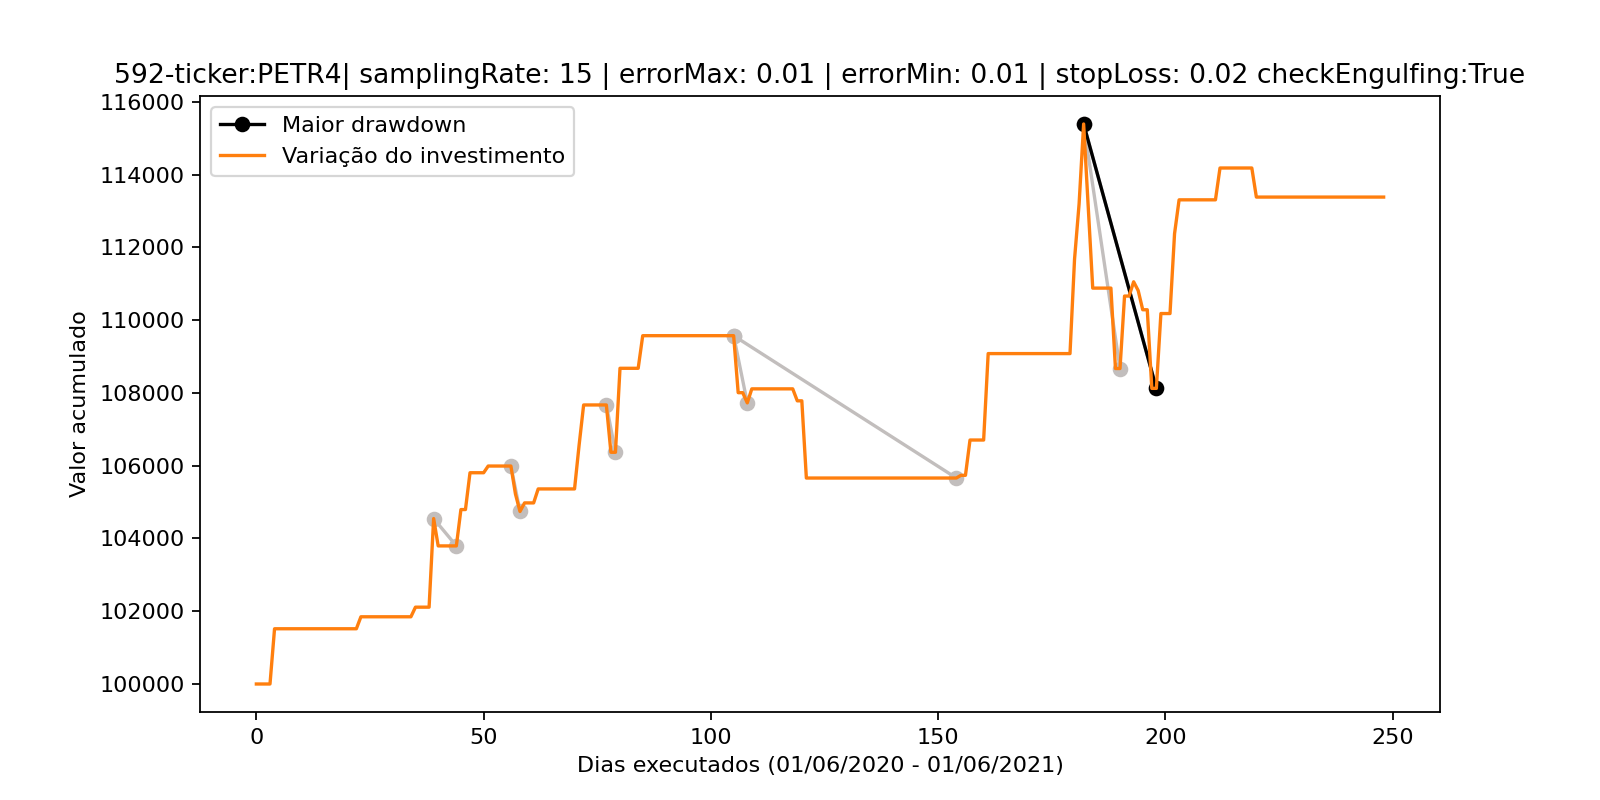 592-ticker:PETR4| samplingRate: 15 | errorMax: 0.01 | errorMin: 0.01 | stopLoss: 0.02 checkEngulfing:True
Maior drawdown
Variação do investimento
Valor acumulado
116000
114000
112000
110000
108000
106000
104000
102000
100000
0 50 100 150 200 250
Dias executados (01/06/2020 - 01/06/2021)